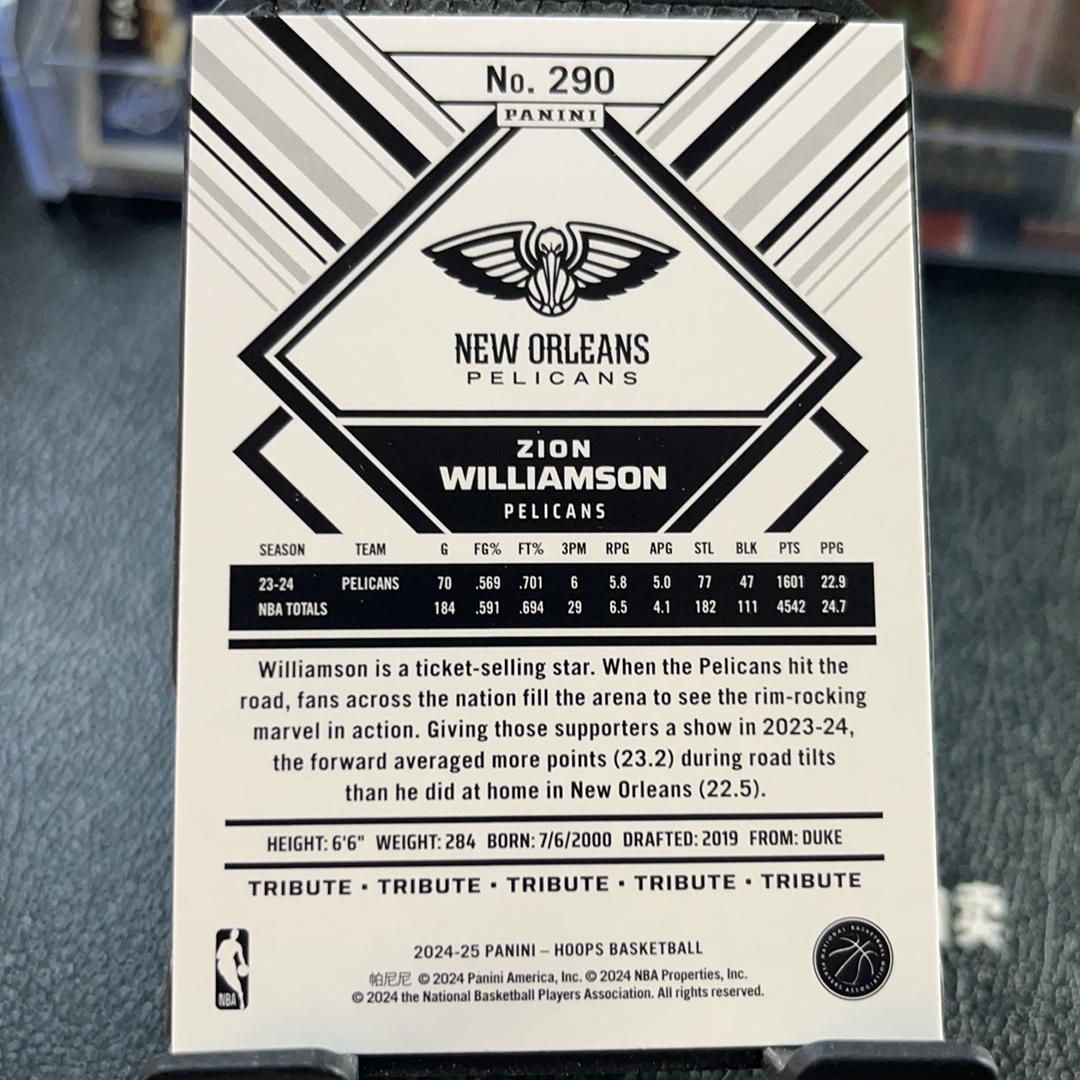 No. 290
PANINI
NEW ORLEANS
PELICANS
ZION
WILLIAMSON
PELICANS
SEASON TEAM G FG% FT% 3PM RPG APG STL BLK PTS PPG
23-24 PELICANS 70 .569 .701 6 5.8 5.0 77 47 1601 22.9
NBA TOTALS 184 .591 .694 29 6.5 4.1 182 111 4542 24.7
Williamson is a ticket-selling star. When the Pelicans hit the
road, fans across the nation fill the arena to see the rim-rocking
marvel in action. Giving those supporters a show in 2023-24,
the forward averaged more points (23.2) during road tilts
than he did at home in New Orleans (22.5).
HEIGHT: 6'6" WEIGHT: 284 BORN: 7/6/2000 DRAFTED: 2019 FROM: DUKE
TRIBUTE • TRIBUTE • TRIBUTE • TRIBUTE • TRIBUTE
2024-25 PANINI – HOOPS BASKETBALL
帕尼尼 © 2024 Panini America, Inc. © 2024 NBA Properties, Inc.
© 2024 the National Basketball Players Association. All rights reserved.
NBA
NATIONAL BASKETBALL PLAYERS ASSOCIATION
卖